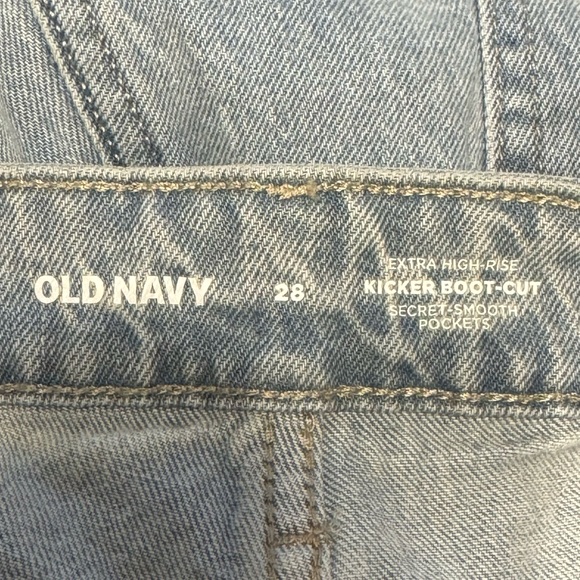 OLD NAVY
28
EXTRA HIGH-RISE
KICKER BOOT-CUT
SECRET-SMOOTH
POCKETS